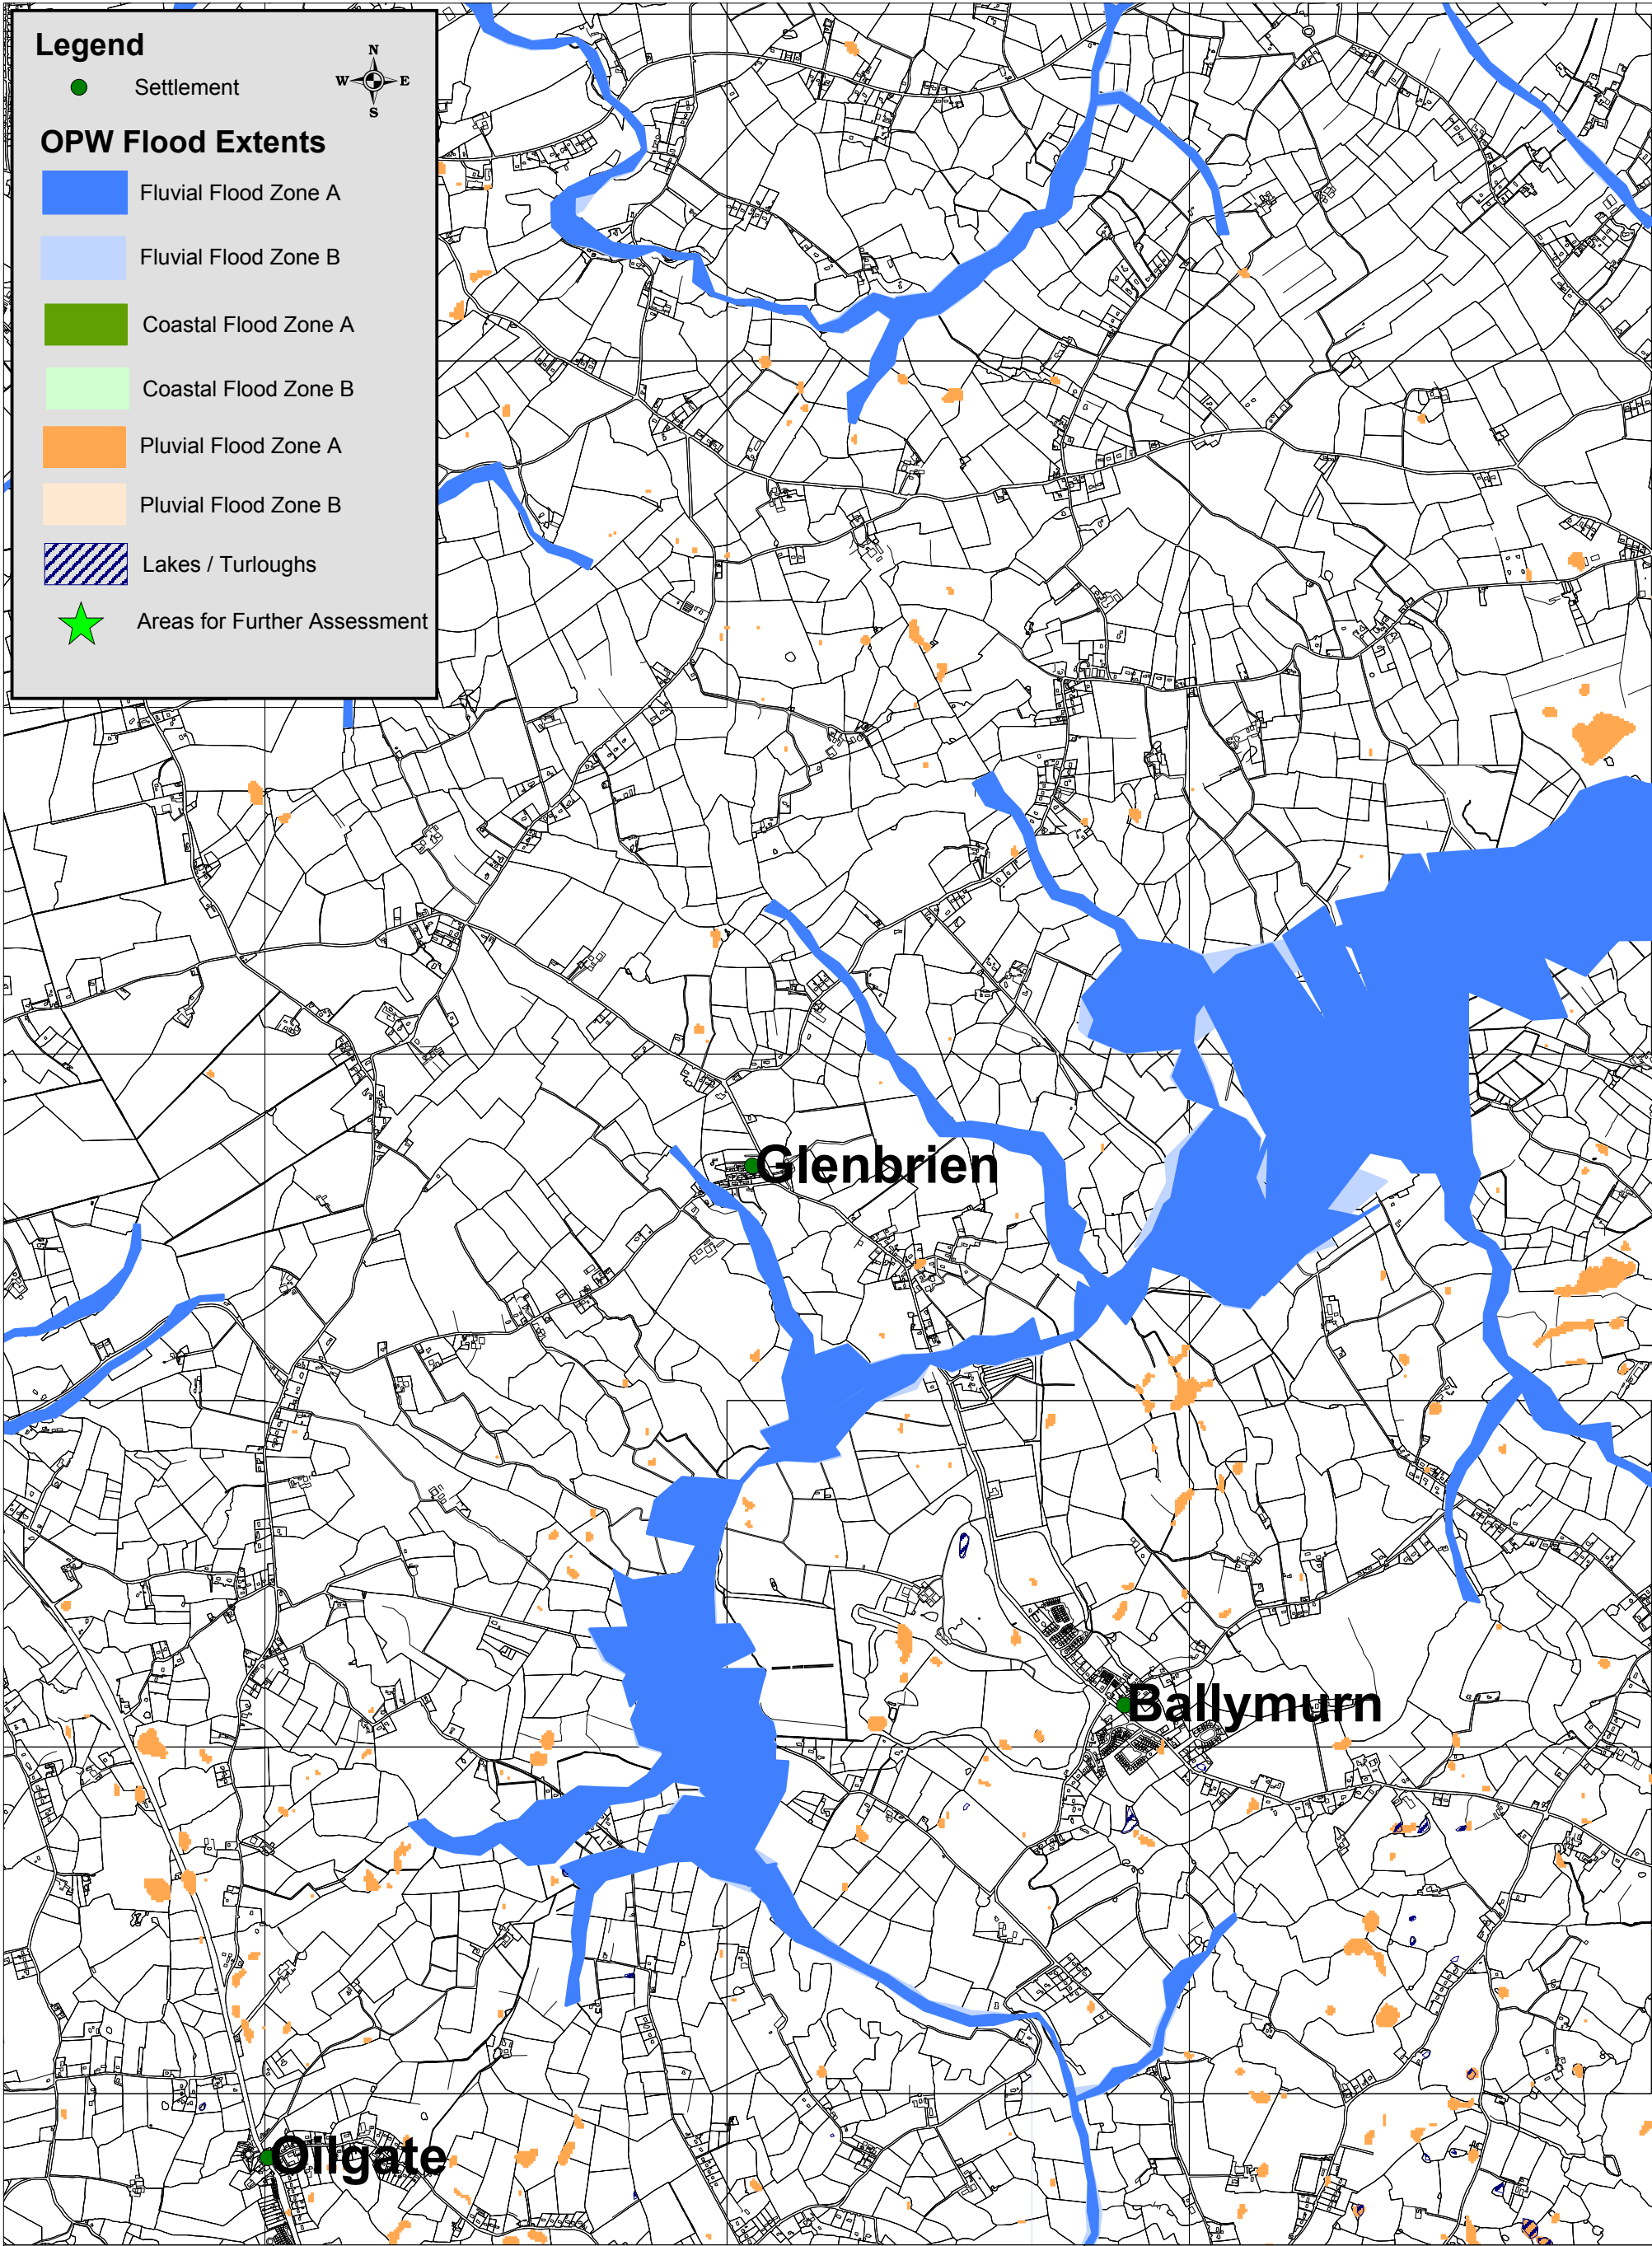 Legend
N
W E
S
Settlement
OPW Flood Extents
Fluvial Flood Zone A
Fluvial Flood Zone B
Coastal Flood Zone A
Coastal Flood Zone B
Pluvial Flood Zone A
Pluvial Flood Zone B
Lakes / Turloughs
Areas for Further Assessment
Glenbrien
Ballymurn
Oilgate